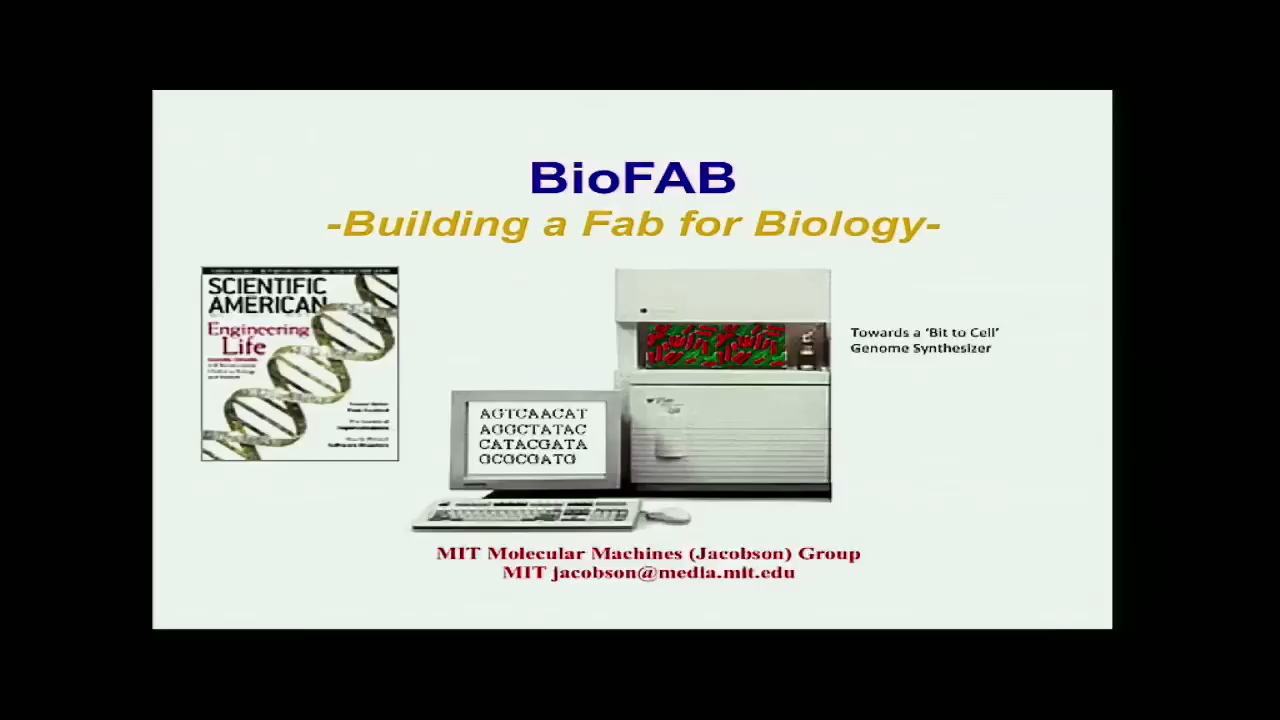 BioFAB
-Building a Fab for Biology-
SCIENTIFIC
AMERICAN
Engineering
Life
Towards a 'Bit to Cell'
Genome Synthesizer
AGTCAACAT
AGGCTATAC
CATACGATA
GCGCGATG
MIT Molecular Machines (Jacobson) Group
MIT jacobson@media.mit.edu